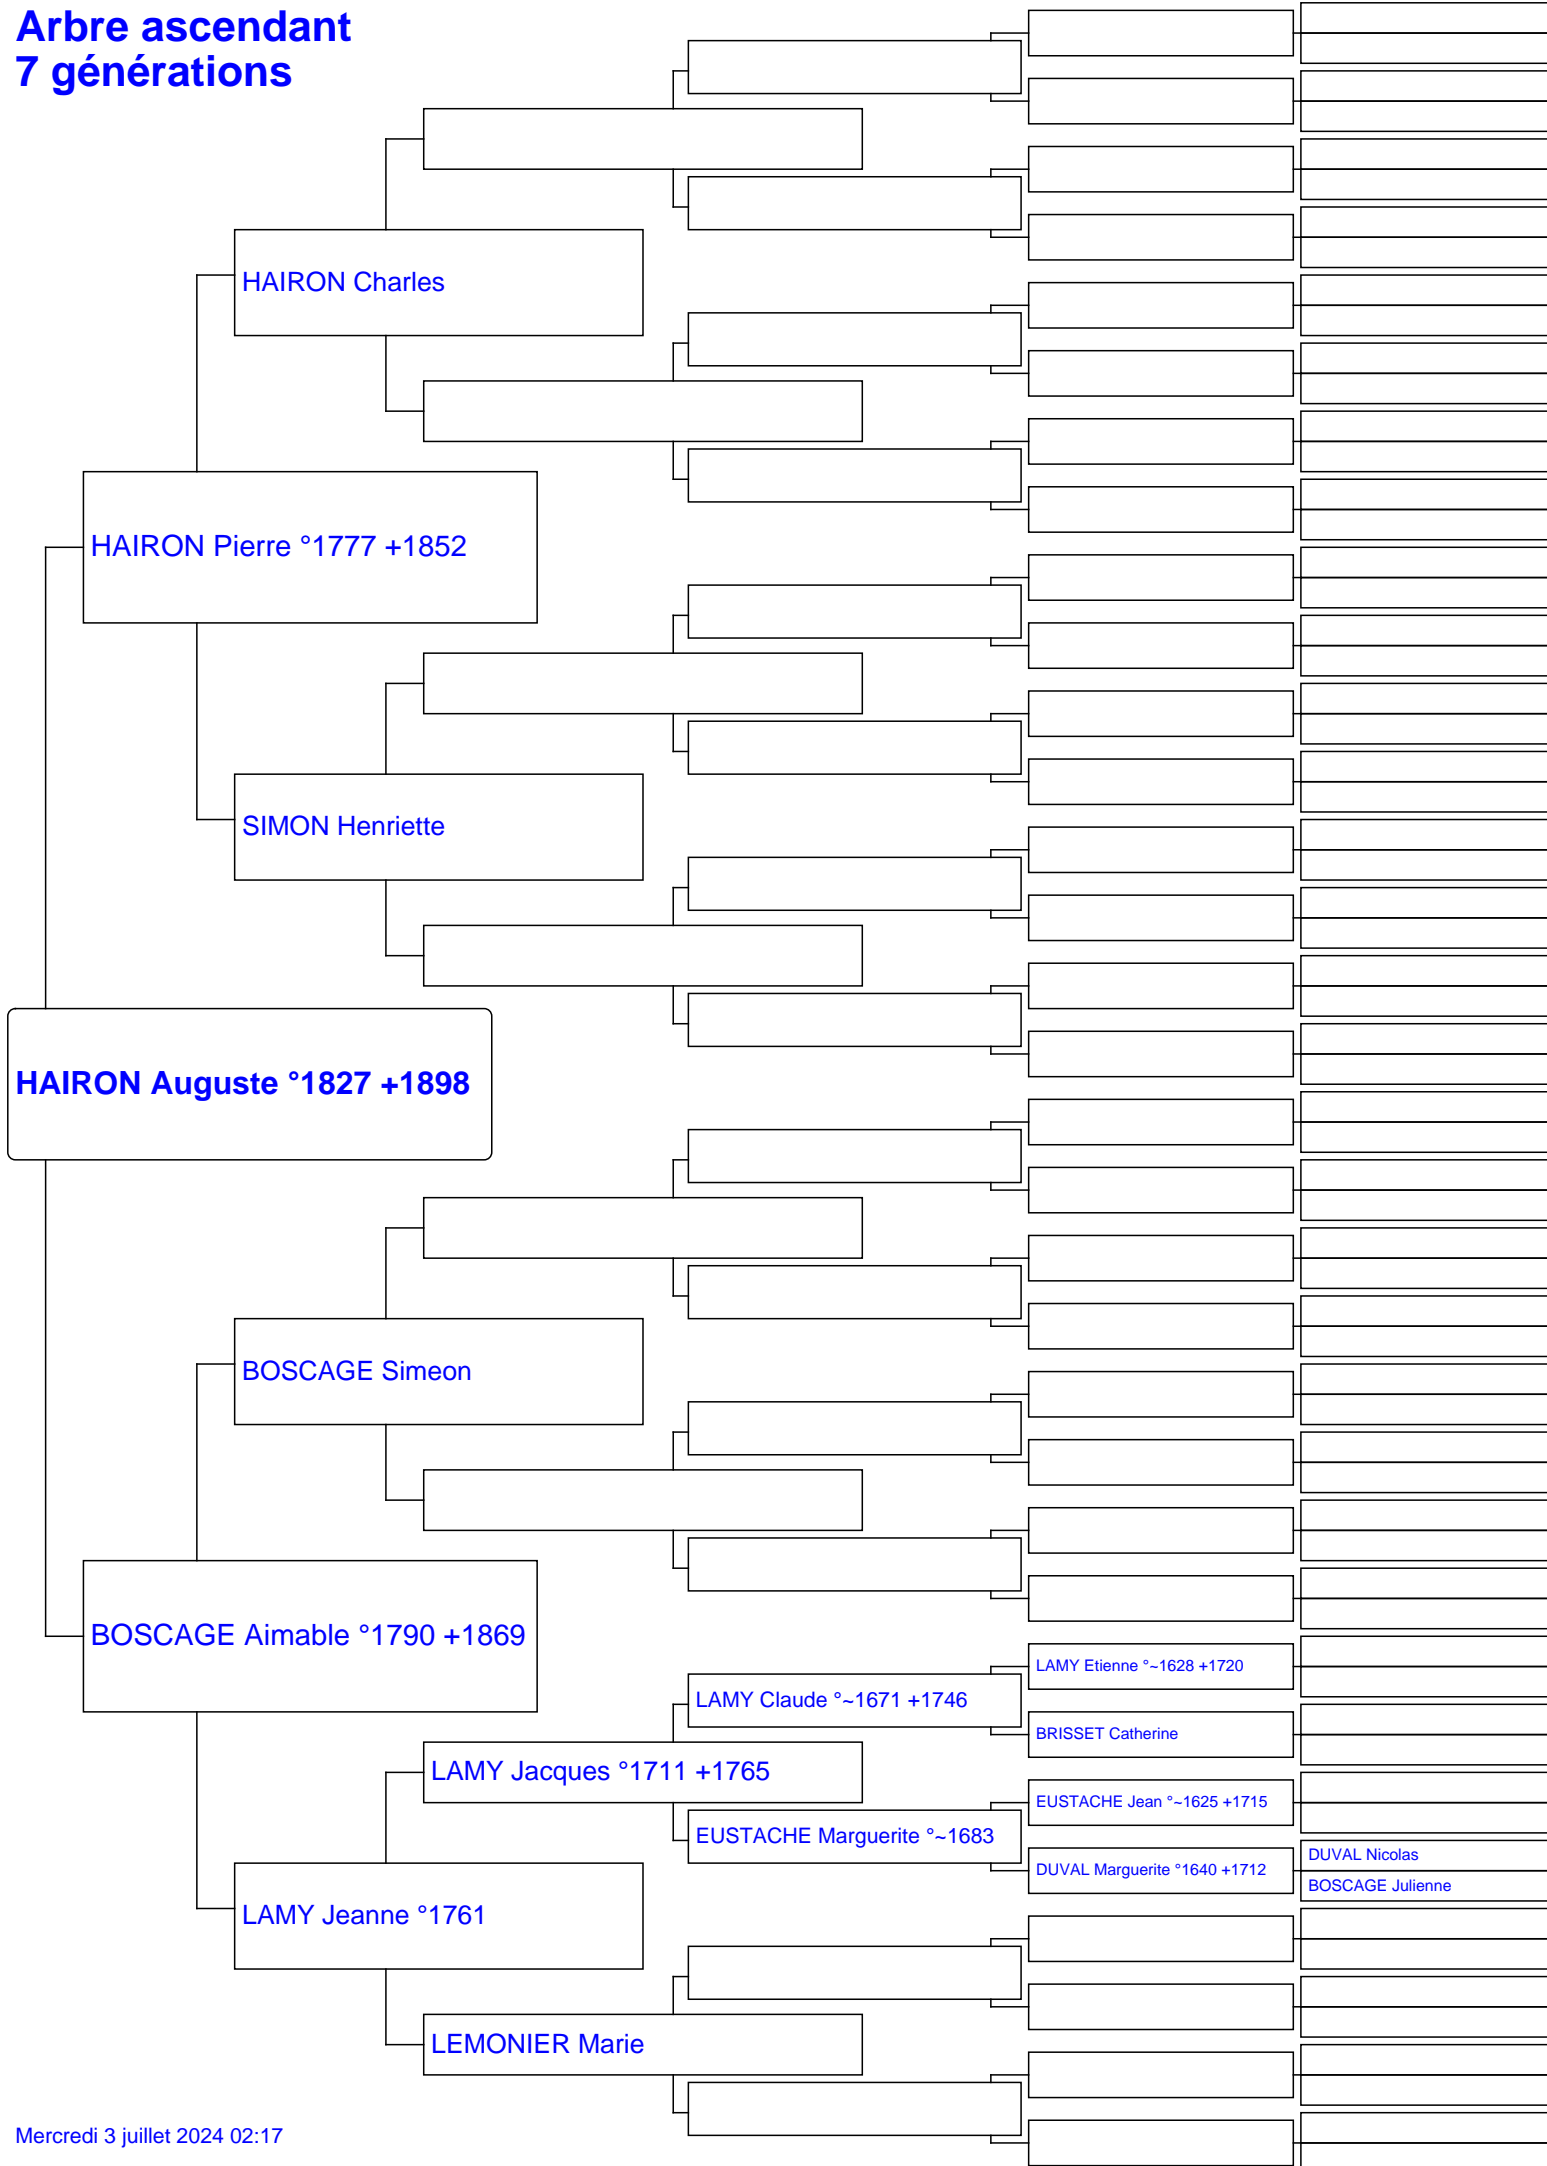 Arbre ascendant
7 générations
HAIRON Charles
HAIRON Pierre °1777 +1852
SIMON Henriette
HAIRON Auguste °1827 +1898
BOSCAGE Simeon
BOSCAGE Aimable °1790 +1869
LAMY Etienne °~1628 +1720
LAMY Claude °~1671 +1746
BRISSET Catherine
LAMY Jacques °1711 +1765
EUSTACHE Jean °~1625 +1715
EUSTACHE Marguerite °~1683
DUVAL Nicolas
DUVAL Marguerite °1640 +1712
BOSCAGE Julienne
LAMY Jeanne °1761
LEMONIER Marie
Mercredi 3 juillet 2024 02:17